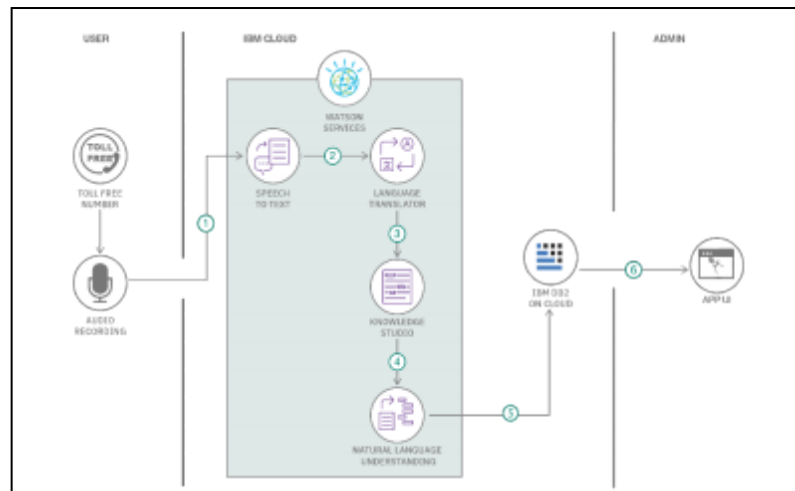 USER
IBM CLOUD
ADMIN
WATSON
SERVICES
TOLL
FREE
TOLL FREE
NUMBER
SPEECH
TO TEXT
2
LANGUAGE
TRANSLATOR
1
3
AUDIO
RECORDING
KNOWLEDGE
STUDIO
IBM DB2
ON CLOUD
6
APP UI
4
NATURAL LANGUAGE
UNDERSTANDING
5